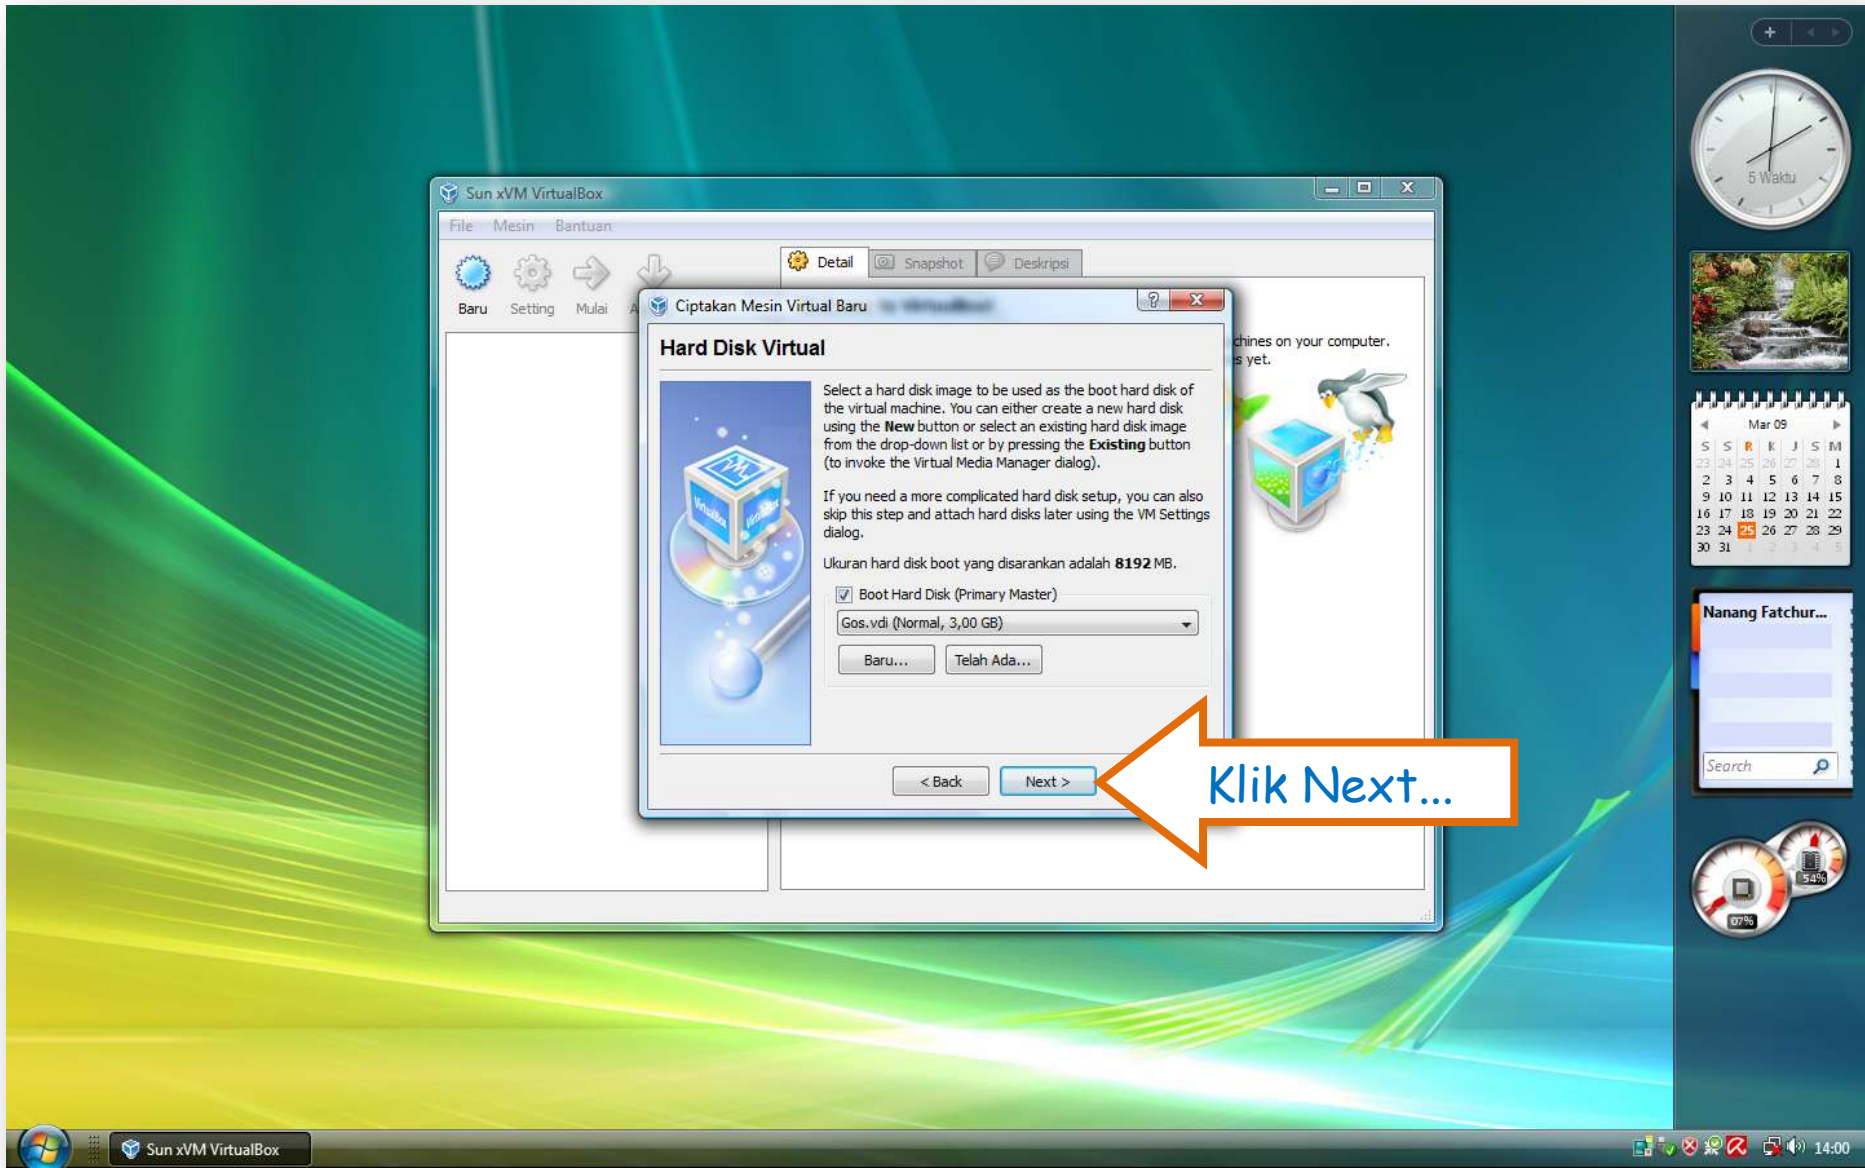 Sun xVM VirtualBox
File Mesin Bantuan
Baru Setting Mulai A
Detail Snapshot Deskripsi
chines on your computer.
s yet.
Ciptakan Mesin Virtual Baru
Hard Disk Virtual
Select a hard disk image to be used as the boot hard disk of
the virtual machine. You can either create a new hard disk
using the New button or select an existing hard disk image
from the drop-down list or by pressing the Existing button
(to invoke the Virtual Media Manager dialog).
If you need a more complicated hard disk setup, you can also
skip this step and attach hard disks later using the VM Settings
dialog.
Ukuran hard disk boot yang disarankan adalah 8192 MB.
Boot Hard Disk (Primary Master)
Gos.vdi (Normal, 3,00 GB)
Baru... Telah Ada...
< Back Next >
Klik Next...
VirtualBox
5 Waktu
Mar 09
S S R K J S M
23 24 25 26 27 28 1
2 3 4 5 6 7 8
9 10 11 12 13 14 15
16 17 18 19 20 21 22
23 24 25 26 27 28 29
30 31 1 2 3 4 5
Nanang Fatchur...
Search
54%
07%
Sun xVM VirtualBox
14:00